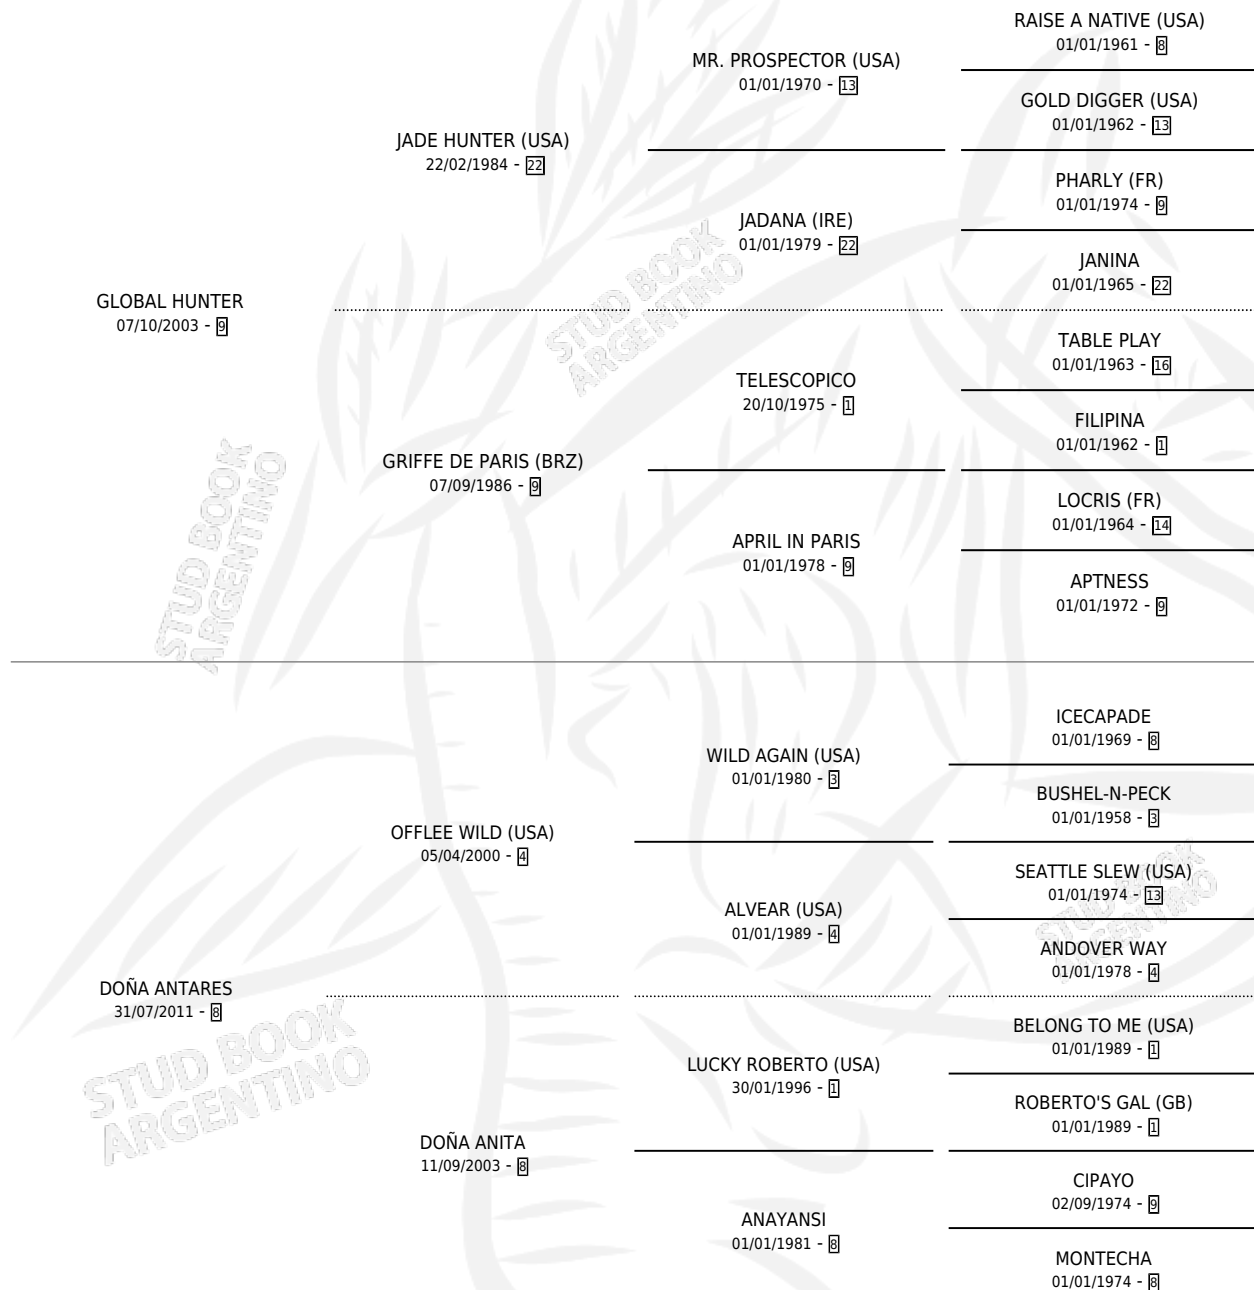 RAISE A NATIVE (USA)
01/01/1961 - 8
MR. PROSPECTOR (USA)
01/01/1970 - 13
GOLD DIGGER (USA)
01/01/1962 - 13
JADE HUNTER (USA)
22/02/1984 - 22
PHARLY (FR)
01/01/1974 - 9
JADANA (IRE)
01/01/1979 - 22
JANINA
01/01/1965 - 22
GLOBAL HUNTER
07/10/2003 - 9
STUD BOOK
ARGENTINO
TABLE PLAY
01/01/1963 - 16
TELESCOPICO
20/10/1975 - 1
FILIPINA
01/01/1962 - 1
GRIFFE DE PARIS (BRZ)
07/09/1986 - 9
LOCRIS (FR)
01/01/1964 - 14
APRIL IN PARIS
01/01/1978 - 9
APTNESS
01/01/1972 - 9
STUD BOOK
ARGENTINO
ICECAPADE
01/01/1969 - 8
WILD AGAIN (USA)
01/01/1980 - 3
BUSHEL-N-PECK
01/01/1958 - 3
OFFLEE WILD (USA)
05/04/2000 - 4
SEATTLE SLEW (USA)
01/01/1974 - 13
ALVEAR (USA)
01/01/1989 - 4
STUD BOOK
ARGENTINO
ANDOVER WAY
01/01/1978 - 4
DOÑA ANTARES
31/07/2011 - 8
BELONG TO ME (USA)
01/01/1989 - 1
LUCKY ROBERTO (USA)
30/01/1996 - 1
STUD BOOK
ARGENTINO
ROBERTO'S GAL (GB)
01/01/1989 - 1
DOÑA ANITA
11/09/2003 - 8
CIPAYO
02/09/1974 - 9
ANAYANSI
01/01/1981 - 8
MONTECHA
01/01/1974 - 8